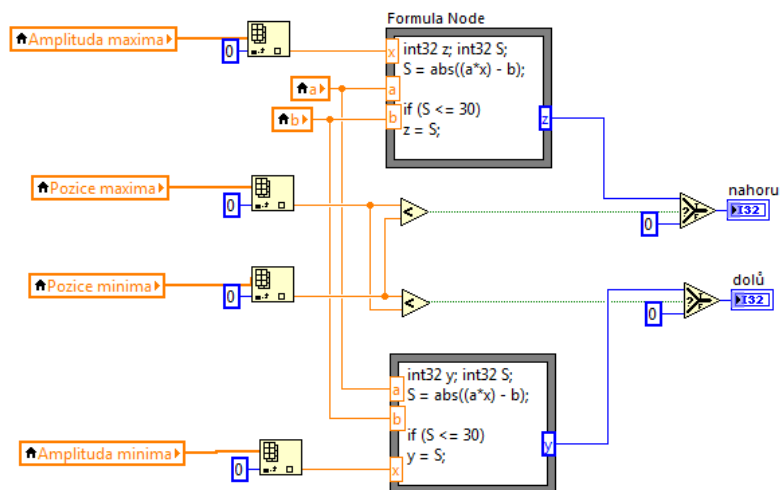 Formula Node
Amplituda maxima
0
x
int32 z; int32 S;
S = abs((a*x) - b);
a
a
b
b
if (S <= 30)
z = S;
z
Pozice maxima
0
<
nahoru
?
T
F
I32
0
Pozice minima
0
<
dolů
?
T
F
I32
0
int32 y; int32 S;
a
S = abs((a*x) - b);
b
if (S <= 30)
y = S;
y
Amplituda minima
0
x